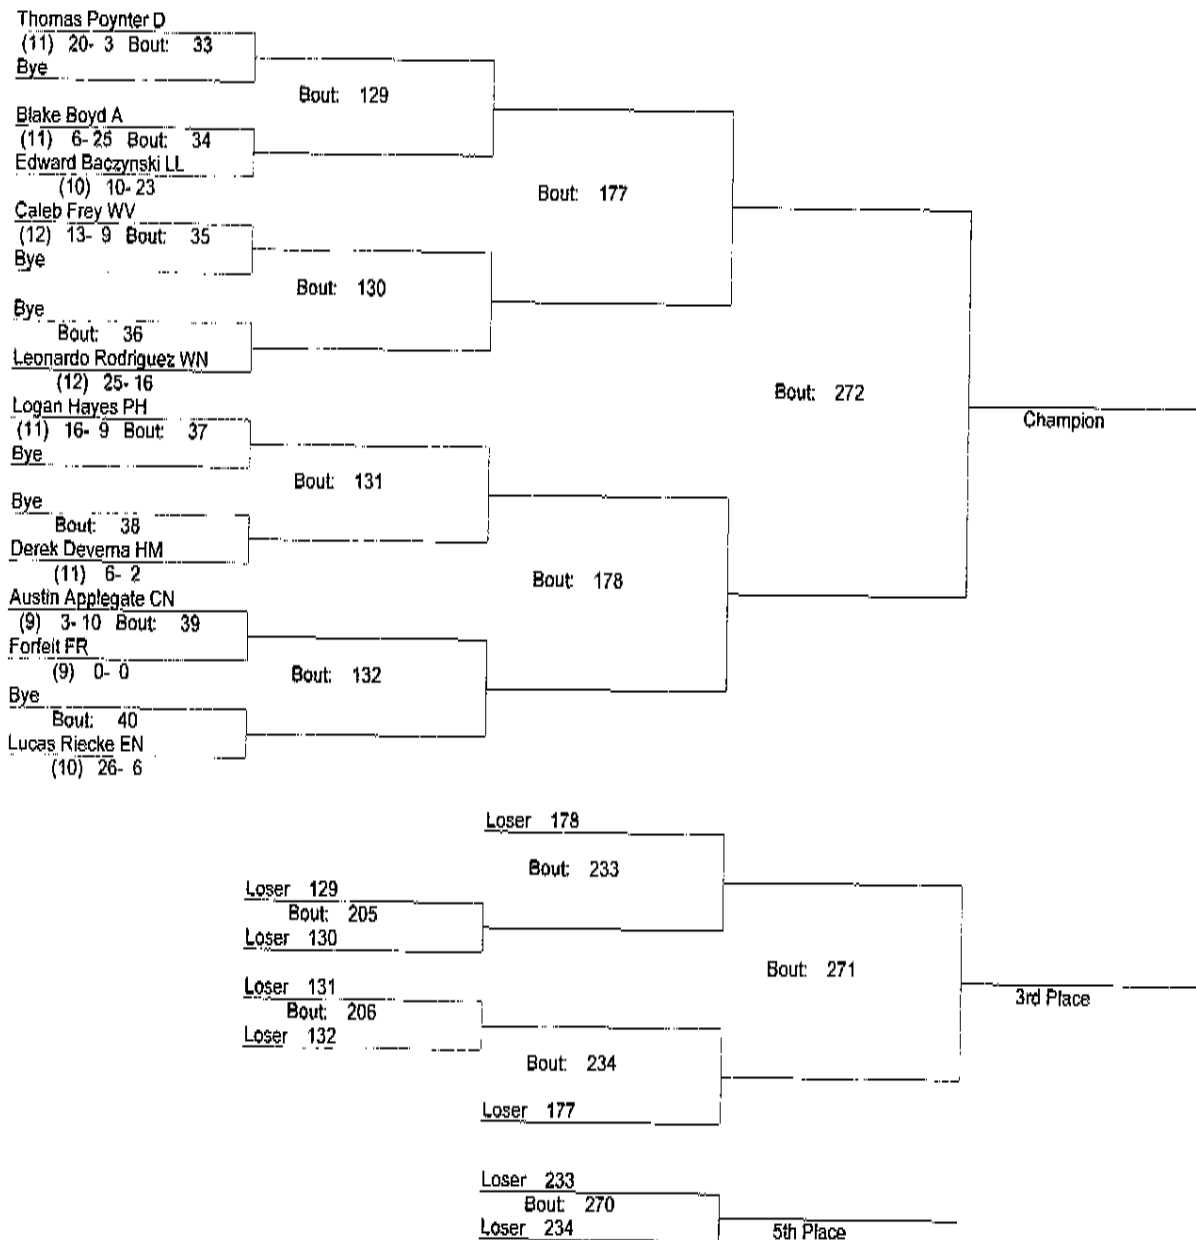 Thomas Poynter D
(11) 20- 3 Bout: 33
Bye
Bout: 129
Blake Boyd A
(11) 6- 25 Bout: 34
Edward Baczynski LL
(10) 10- 23
Bout: 177
Caleb Frey WV
(12) 13- 9 Bout: 35
Bye
Bout: 130
Bye
Bout: 36
Leonardo Rodriguez WN
(12) 25- 16
Bout: 272
Champion
Logan Hayes PH
(11) 16- 9 Bout: 37
Bye
Bout: 131
Bye
Bout: 38
Derek Deverna HM
(11) 6- 2
Bout: 178
Austin Applegate CN
(9) 3- 10 Bout: 39
Forfeit FR
(9) 0- 0
Bout: 132
Bye
Bout: 40
Lucas Riecke EN
(10) 26- 6
Loser 178
Bout: 233
Loser 129
Bout: 205
Loser 130
Bout: 271
3rd Place
Loser 131
Bout: 206
Loser 132
Bout: 234
Loser 177
Loser 233
Bout: 270
Loser 234
5th Place